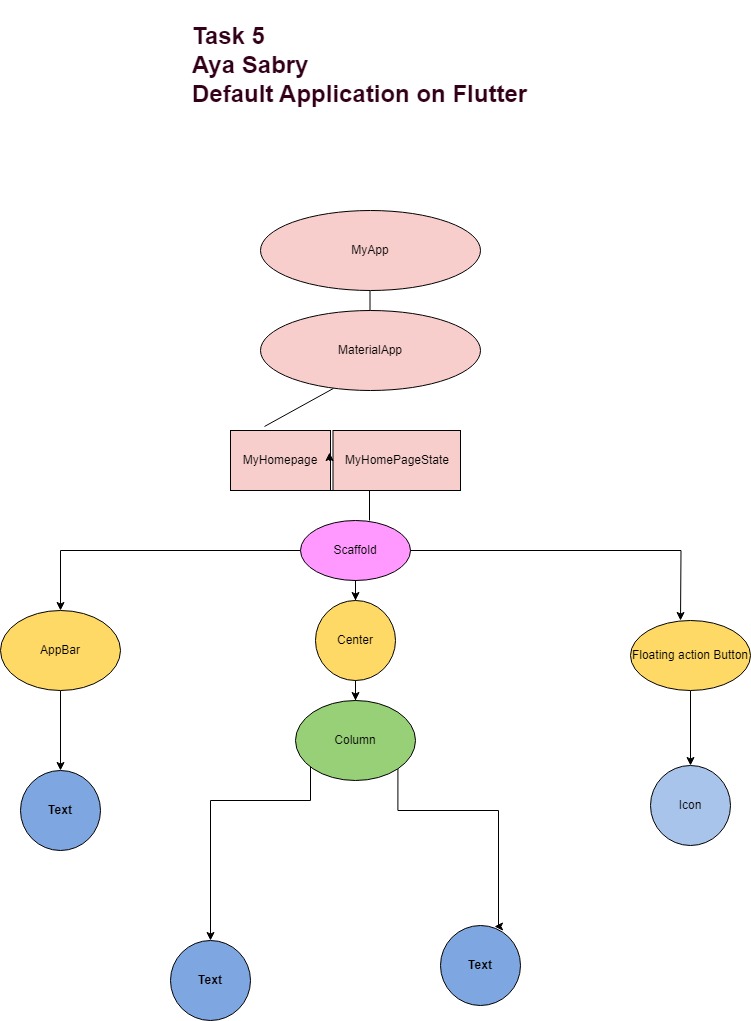 Task 5
Aya Sabry
Default Application on Flutter
MyApp
MaterialApp
MyHomepage
MyHomePageState
Scaffold
AppBar
Center
Floating action Button
Column
Text
Icon
Text
Text